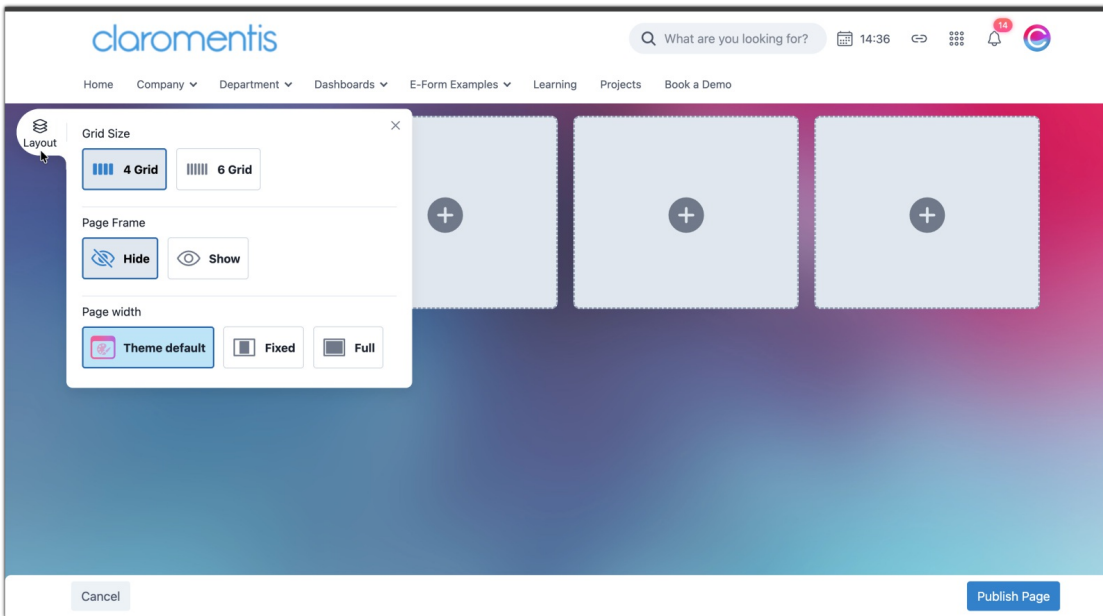 claromentis
What are you looking for?
14:36
14
Home Company Department Dashboards E-Form Examples Learning Projects Book a Demo
Layout
Grid Size
4 Grid 6 Grid
Page Frame
Hide Show
Page width
Theme default Fixed Full
Cancel
Publish Page